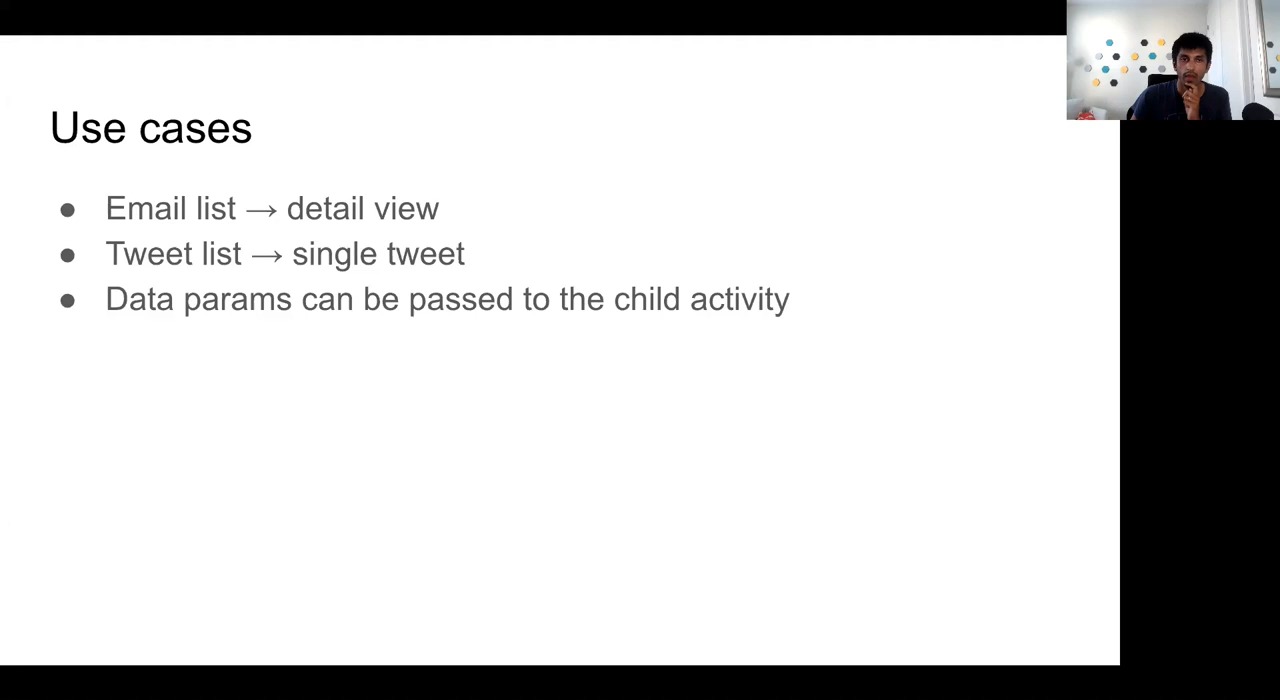 Use cases
● Email list → detail view
● Tweet list → single tweet
● Data params can be passed to the child activity